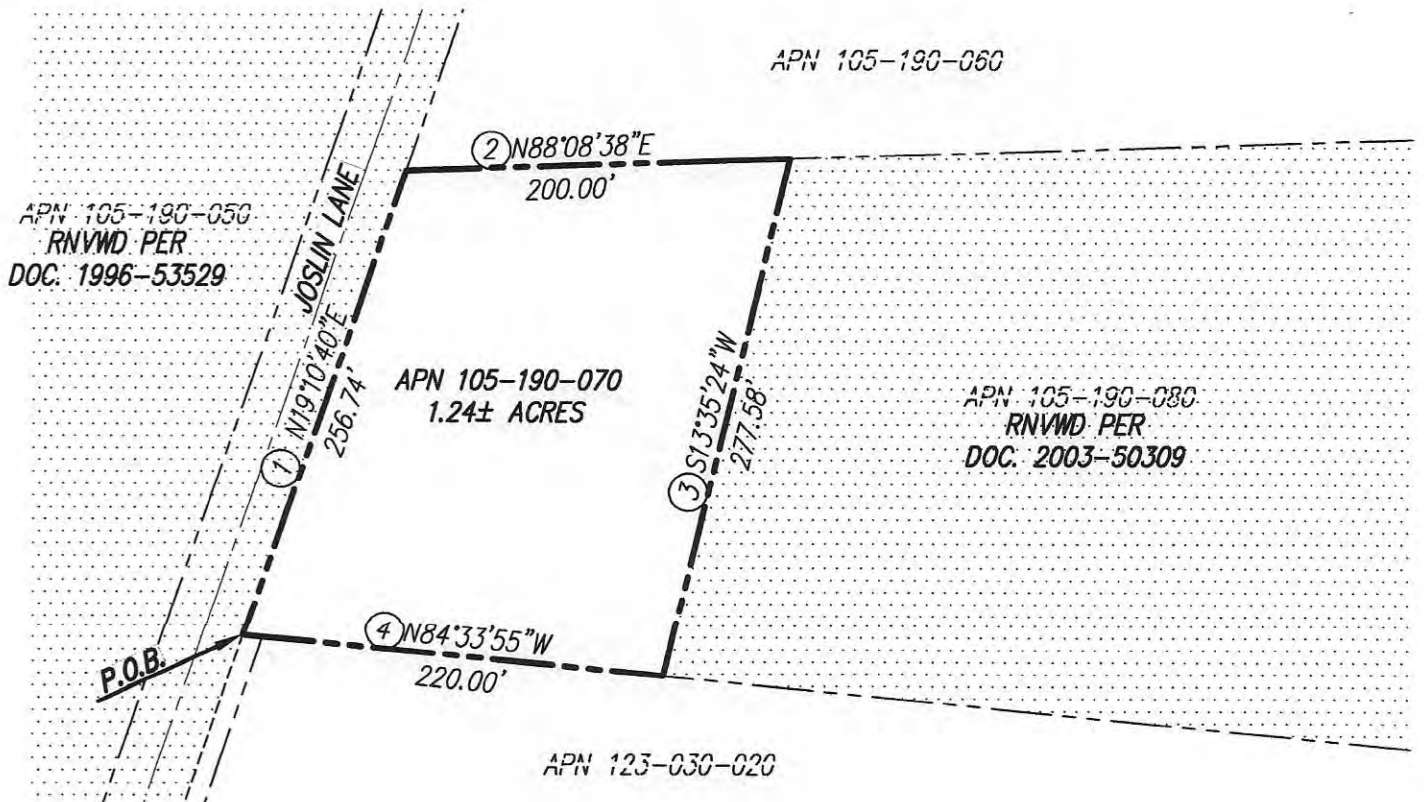 APN 105-190-060
② N88°08'38"E
200.00'
APN 105-190-050
RNVWD PER
DOC. 1996-53529
JOSLIN LANE
① N19°10'40"E
256.74'
APN 105-190-070
1.24± ACRES
③ S13°35'24"W
277.58'
APN 105-190-080
RNVWD PER
DOC. 2003-50309
P.O.B.
④ N84°33'55"W
220.00'
APN 123-030-020